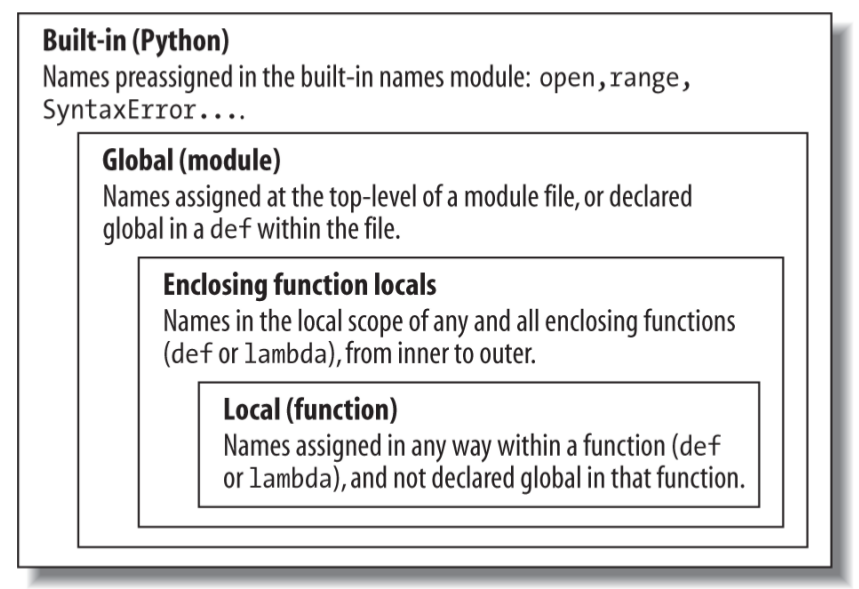 Built-in (Python)
Names preassigned in the built-in names module: open,range,
SyntaxError....
Global (module)
Names assigned at the top-level of a module file, or declared
global in a def within the file.
Enclosing function locals
Names in the local scope of any and all enclosing functions
(def or lambda), from inner to outer.
Local (function)
Names assigned in any way within a function (def
or lambda), and not declared global in that function.